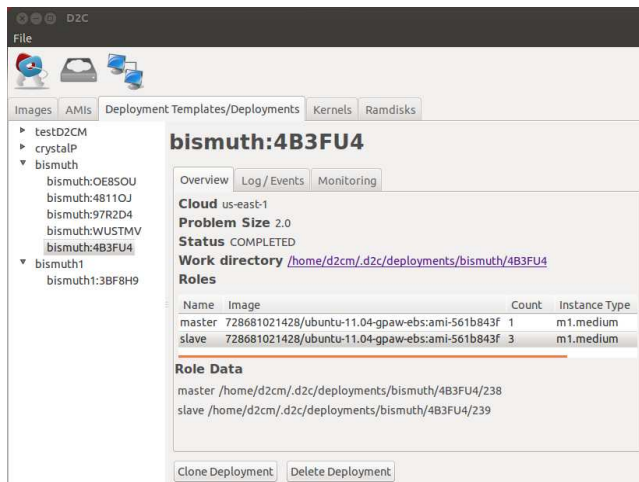 D2C
File
Images AMIs Deployment Templates/Deployments Kernels Ramdisks
testD2CM
crystalP
bismuth
bismuth:OE8SOU
bismuth:4811OJ
bismuth:97R2D4
bismuth:WUSTMV
bismuth:4B3FU4
bismuth1
bismuth1:3BF8H9
bismuth:4B3FU4
Overview Log / Events Monitoring
Cloud us-east-1
Problem Size 2.0
Status COMPLETED
Work directory /home/d2cm/.d2c/deployments/bismuth/4B3FU4
Roles
Name Image Count Instance Type
master 728681021428/ubuntu-11.04-gpaw-ebs:ami-561b843f 1 m1.medium
slave 728681021428/ubuntu-11.04-gpaw-ebs:ami-561b843f 3 m1.medium
Role Data
master /home/d2cm/.d2c/deployments/bismuth/4B3FU4/238
slave /home/d2cm/.d2c/deployments/bismuth/4B3FU4/239
Clone Deployment Delete Deployment